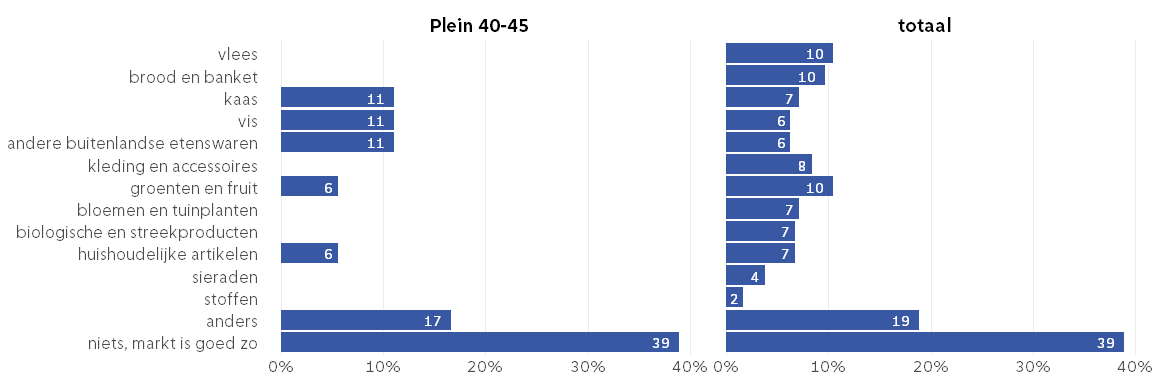 Plein 40-45 totaal
vlees 10
brood en banket 10
kaas 11 7
vis 11 6
andere buitenlandse etenswaren 11 6
kleding en accessoires 8
groenten en fruit 6 10
bloemen en tuinplanten 7
biologische en streekproducten 7
huishoudelijke artikelen 6 7
sieraden 4
stoffen 2
anders 17 19
niets, markt is goed zo 39 39
0% 10% 20% 30% 40% 0% 10% 20% 30% 40%